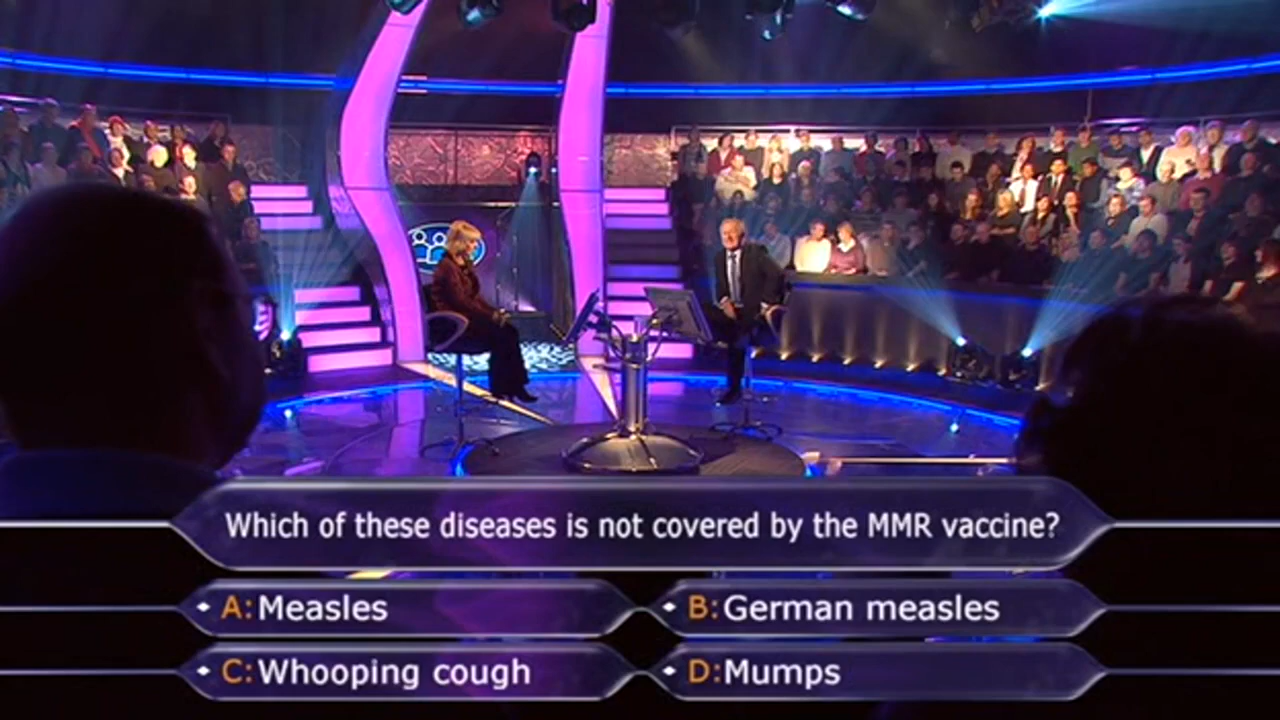 Which of these diseases is not covered by the MMR vaccine?
A: Measles
B: German measles
C: Whooping cough
D: Mumps